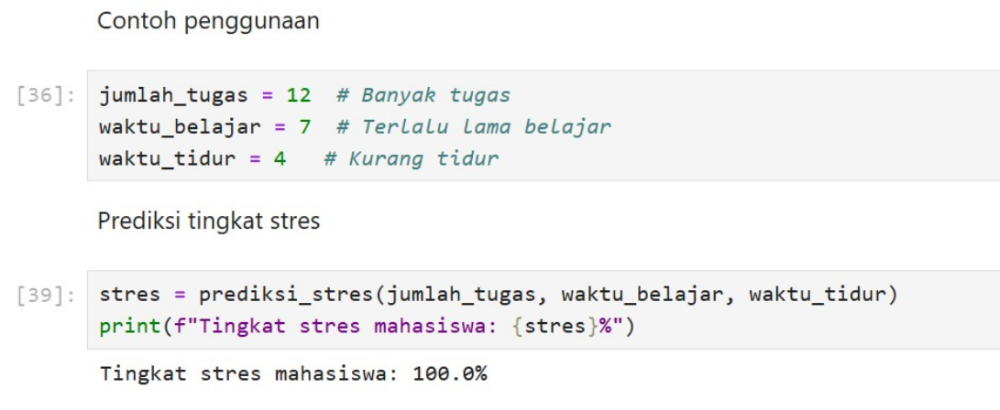 Contoh penggunaan
[36]: jumlah_tugas = 12  # Banyak tugas
waktu_belajar = 7  # Terlalu lama belajar
waktu_tidur = 4   # Kurang tidur
Prediksi tingkat stres
[39]: stres = prediksi_stres(jumlah_tugas, waktu_belajar, waktu_tidur)
print(f"Tingkat stres mahasiswa: {stres}%")
Tingkat stres mahasiswa: 100.0%